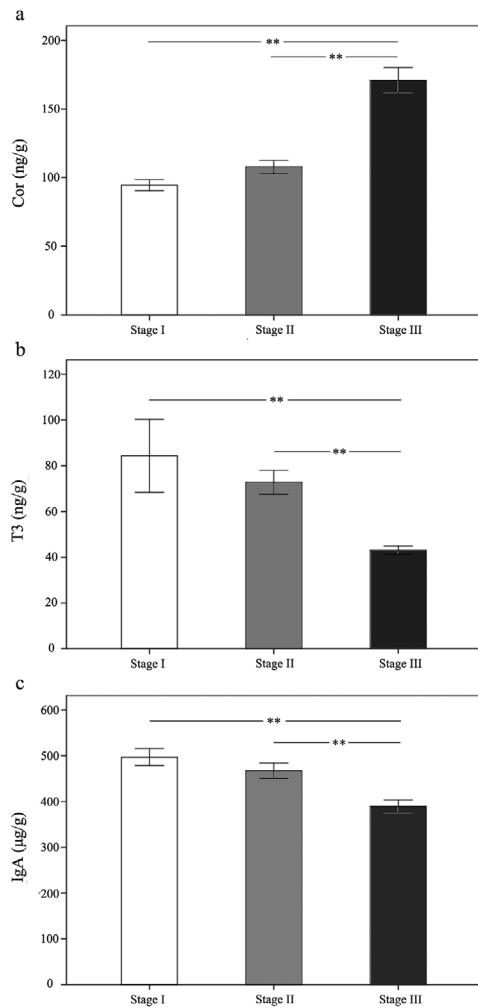 a
Cor (ng/g)
200
150
100
50
0
**
**
Stage I
Stage II
Stage III
b
T3 (ng/g)
120
100
80
60
40
20
0
**
**
Stage I
Stage II
Stage III
c
IgA (μg/g)
600
500
400
300
200
100
0
**
**
Stage I
Stage II
Stage III